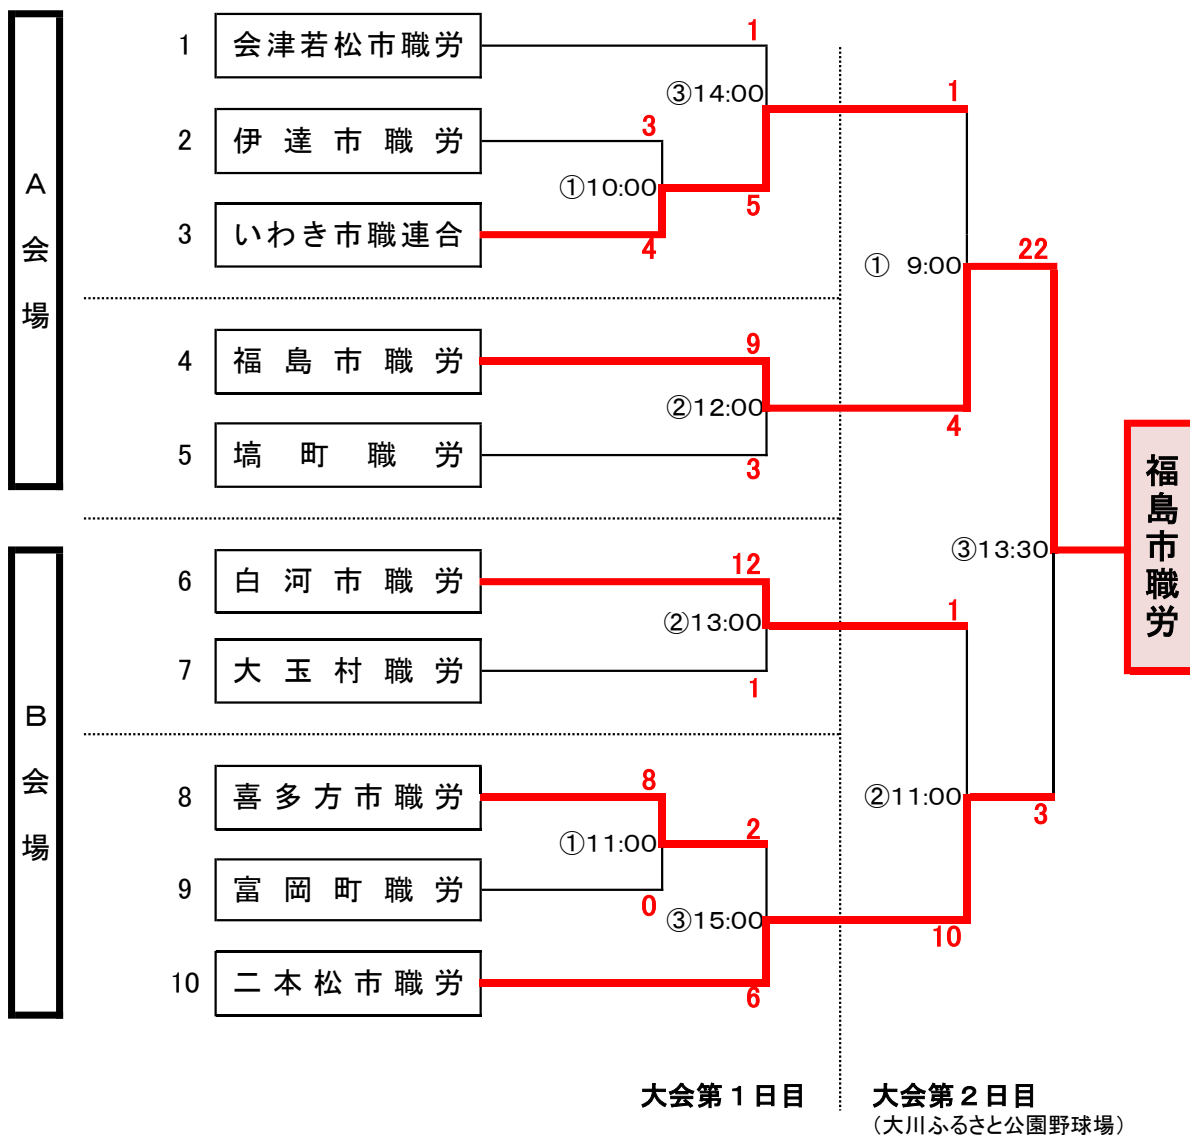 A会場
1 会津若松市職労
1
③14:00
2 伊達市職労
3
①10:00
5
3 いわき市職連合
4
4 福島市職労
9
②12:00
5 塙町職労
3
1
① 9:00
22
4
B会場
6 白河市職労
12
②13:00
7 大玉村職労
1
8 喜多方市職労
8
①11:00
2
9 富岡町職労
0
③15:00
10 二本松市職労
6
1
②11:00
3
10
③13:30
福島市職労
大会第1日目
大会第2日目
(大川ふるさと公園野球場)